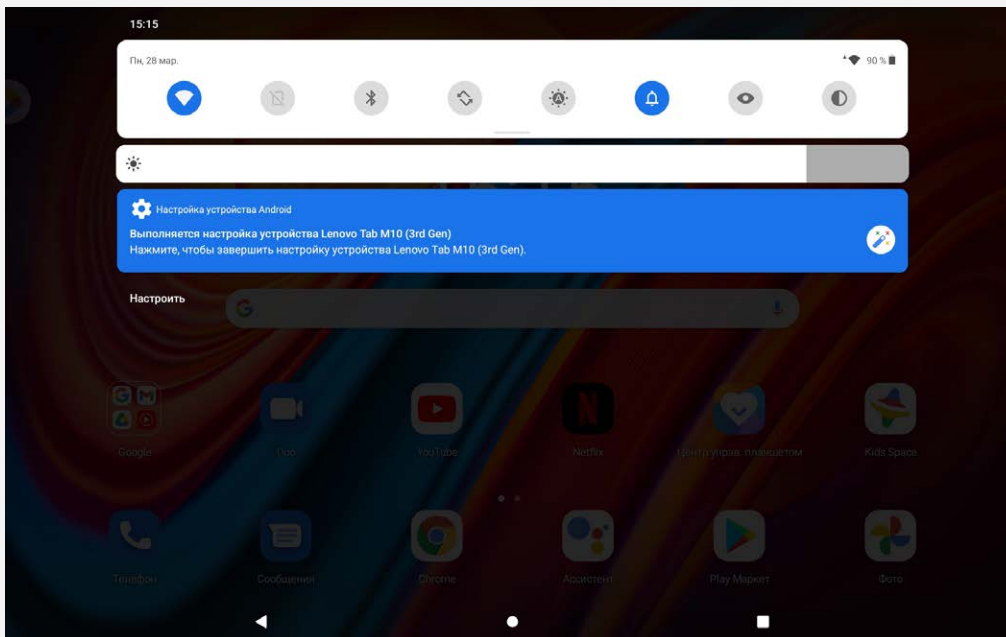 15:15
Пн, 28 мар.
90 %
Настройка устройства Android
Выполняется настройка устройства Lenovo Tab M10 (3rd Gen)
Нажмите, чтобы завершить настройку устройства Lenovo Tab M10 (3rd Gen).
Настроить
Google
Duo
YouTube
Netflix
Центр управ. планшетом
Kids Space
Телефон
Сообщения
Chrome
Ассистент
Play Маркет
Фото